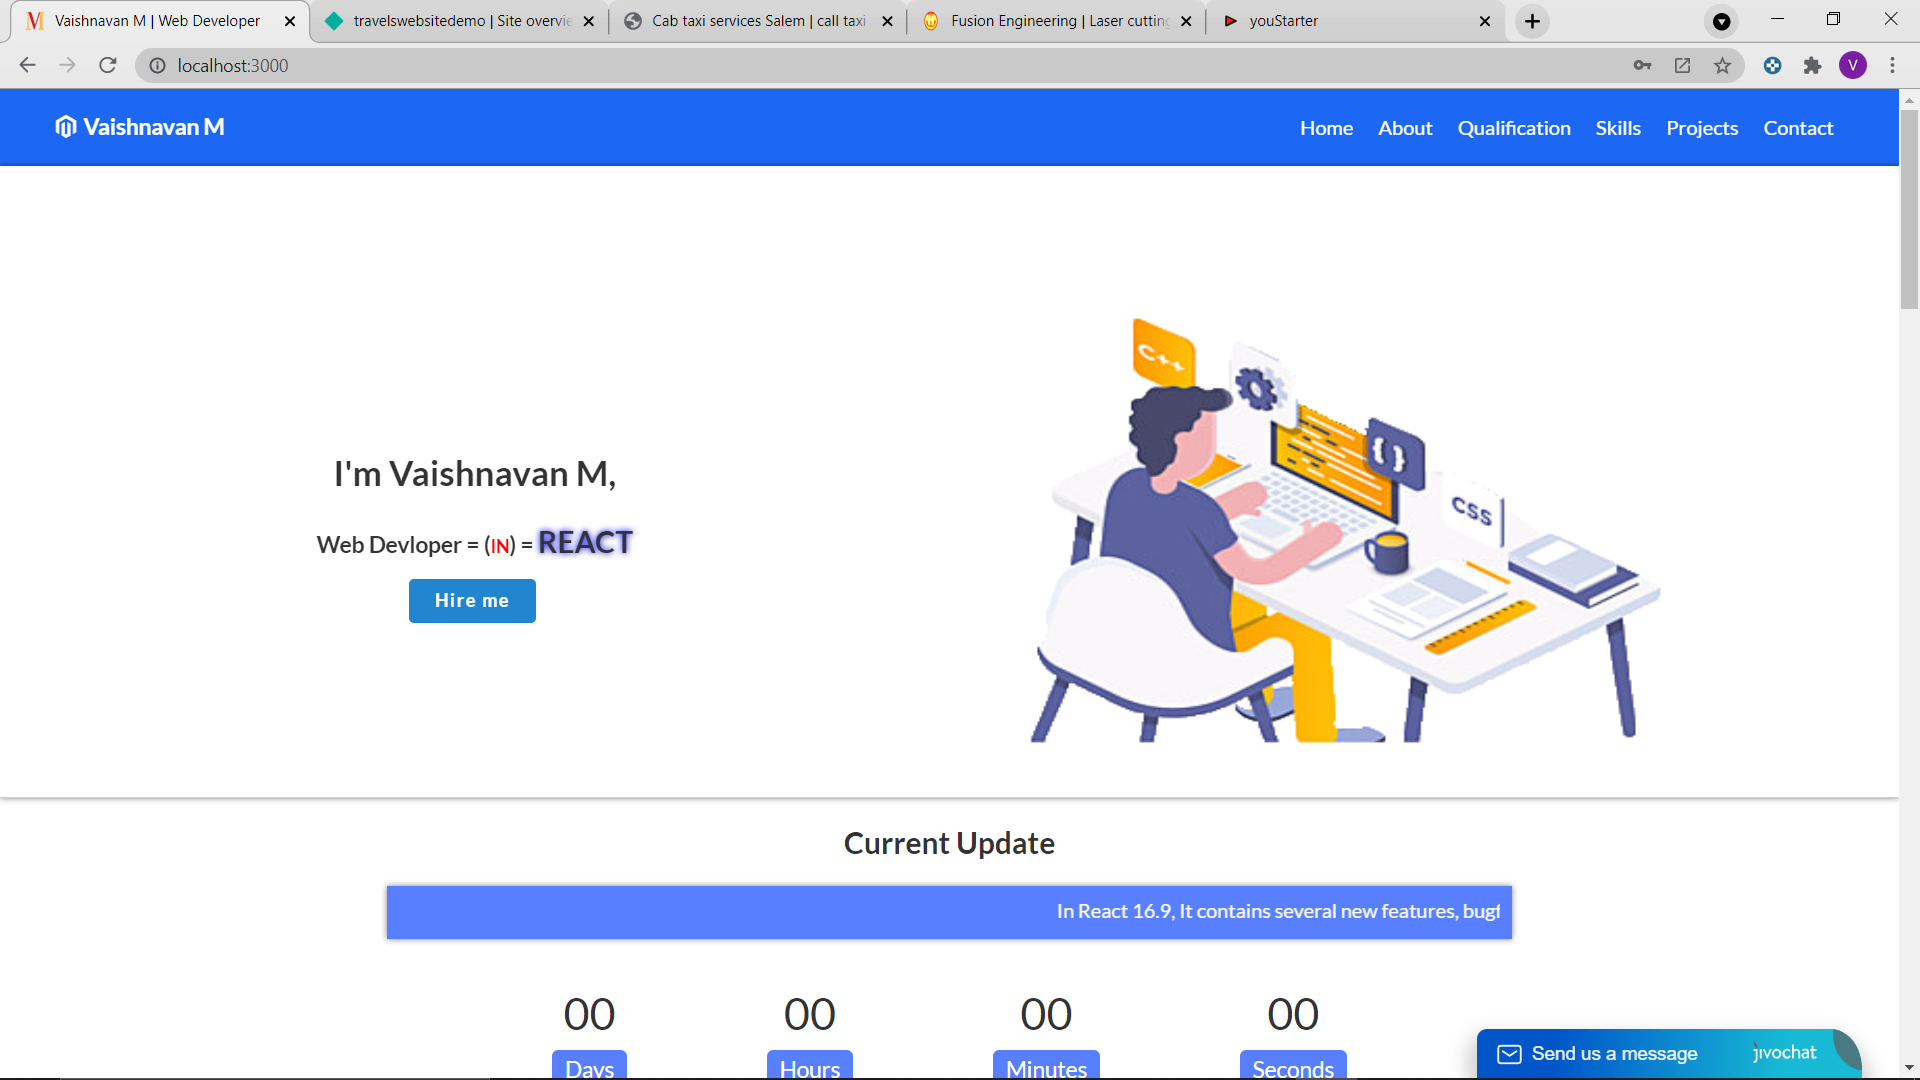 Vaishnavan M | Web Developer
travelswebsitedemo | Site overvie
Cab taxi services Salem | call taxi
Fusion Engineering | Laser cutting
youStarter
localhost:3000
V
Vaishnavan M
Home About Qualification Skills Projects Contact
C++
{ }
CSS
I'm Vaishnavan M,
Web Devloper = (IN) = REACT
Hire me
Current Update
In React 16.9, It contains several new features, bugf
00 00 00 00
Days Hours Minutes Seconds
Send us a message jivochat